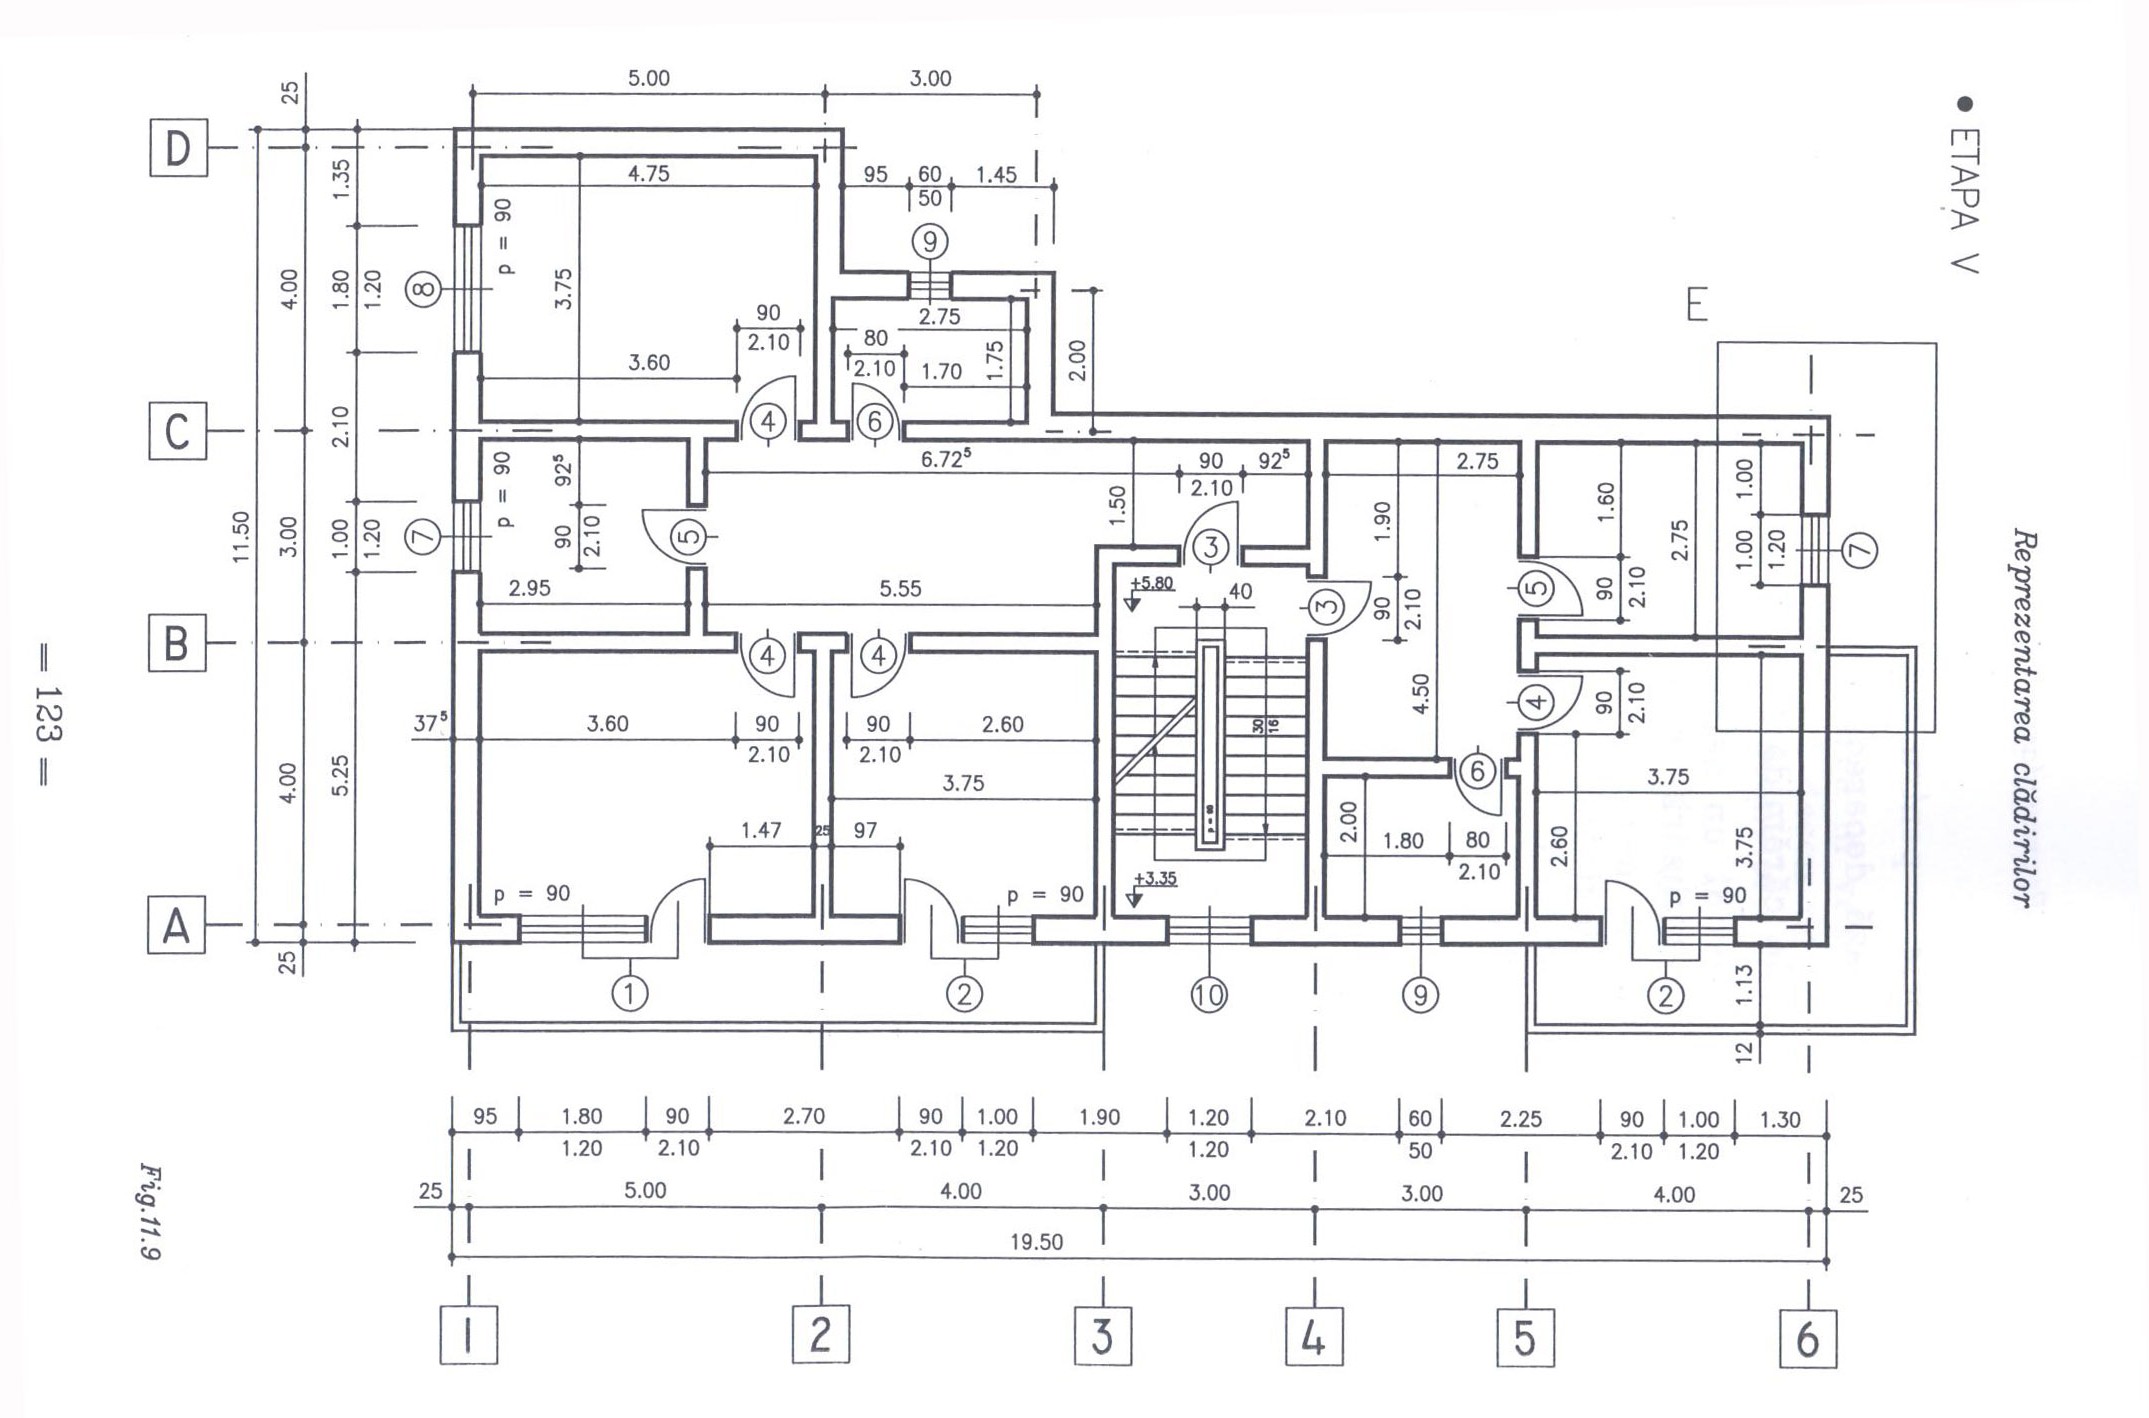 ● ETAPA V
Reprezentarea clădirilor
= 123 =
Fig.11.9
E
5.00 3.00
25
D
1.35
4.75
95 60 1.45
50
p = 90
9
4.00 1.80 1.20
8
3.75
90
2.10
2.75
80
2.10
1.75
2.00
3.60
1.70
C
2.10
4 6
6.72⁵
90 92⁵
2.10
2.75
p = 90
92⁵
1.50
1.90
1.60
1.00
11.50 3.00 1.00 1.20
7
90 2.10
5
3
2.75
1.00 1.20
7
2.95
5.55
+5.80
40
3
90 2.10
5
90 2.10
B
4 4
4.50
4
90 2.10
37⁵ 3.60
90
2.10
90
2.10
2.60
30
16
6
4.00 5.25
3.75
3.75
1.47 25 97
p = 90
2.00
1.80 80
2.10
2.60
3.75
p = 90
p = 90
+3.35
p = 90
A
25
1 2 10 9 2
1.13
12
95 1.80 90 2.70 90 1.00 1.90 1.20 2.10 60 2.25 90 1.00 1.30
1.20 2.10 2.10 1.20 1.20 50 2.10 1.20
25 5.00 4.00 3.00 3.00 4.00 25
19.50
1 2 3 4 5 6